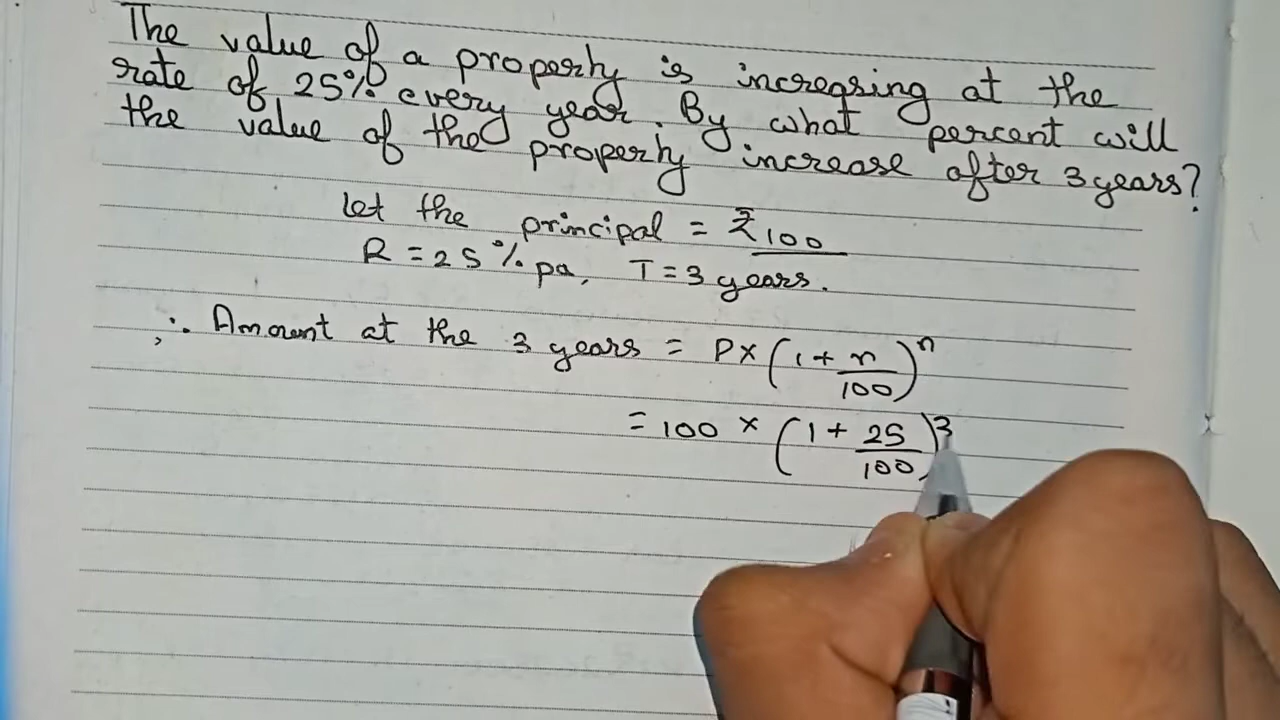 The value of a property is increasing at the
rate of 25% every year. By what percent will
the value of the property increase after 3 years?
Let the principal = ₹100
R = 25% pa, T = 3 years.
∴ Amount at the 3 years = P × (1 + r/100)^n
= 100 × (1 + 25/100)^3